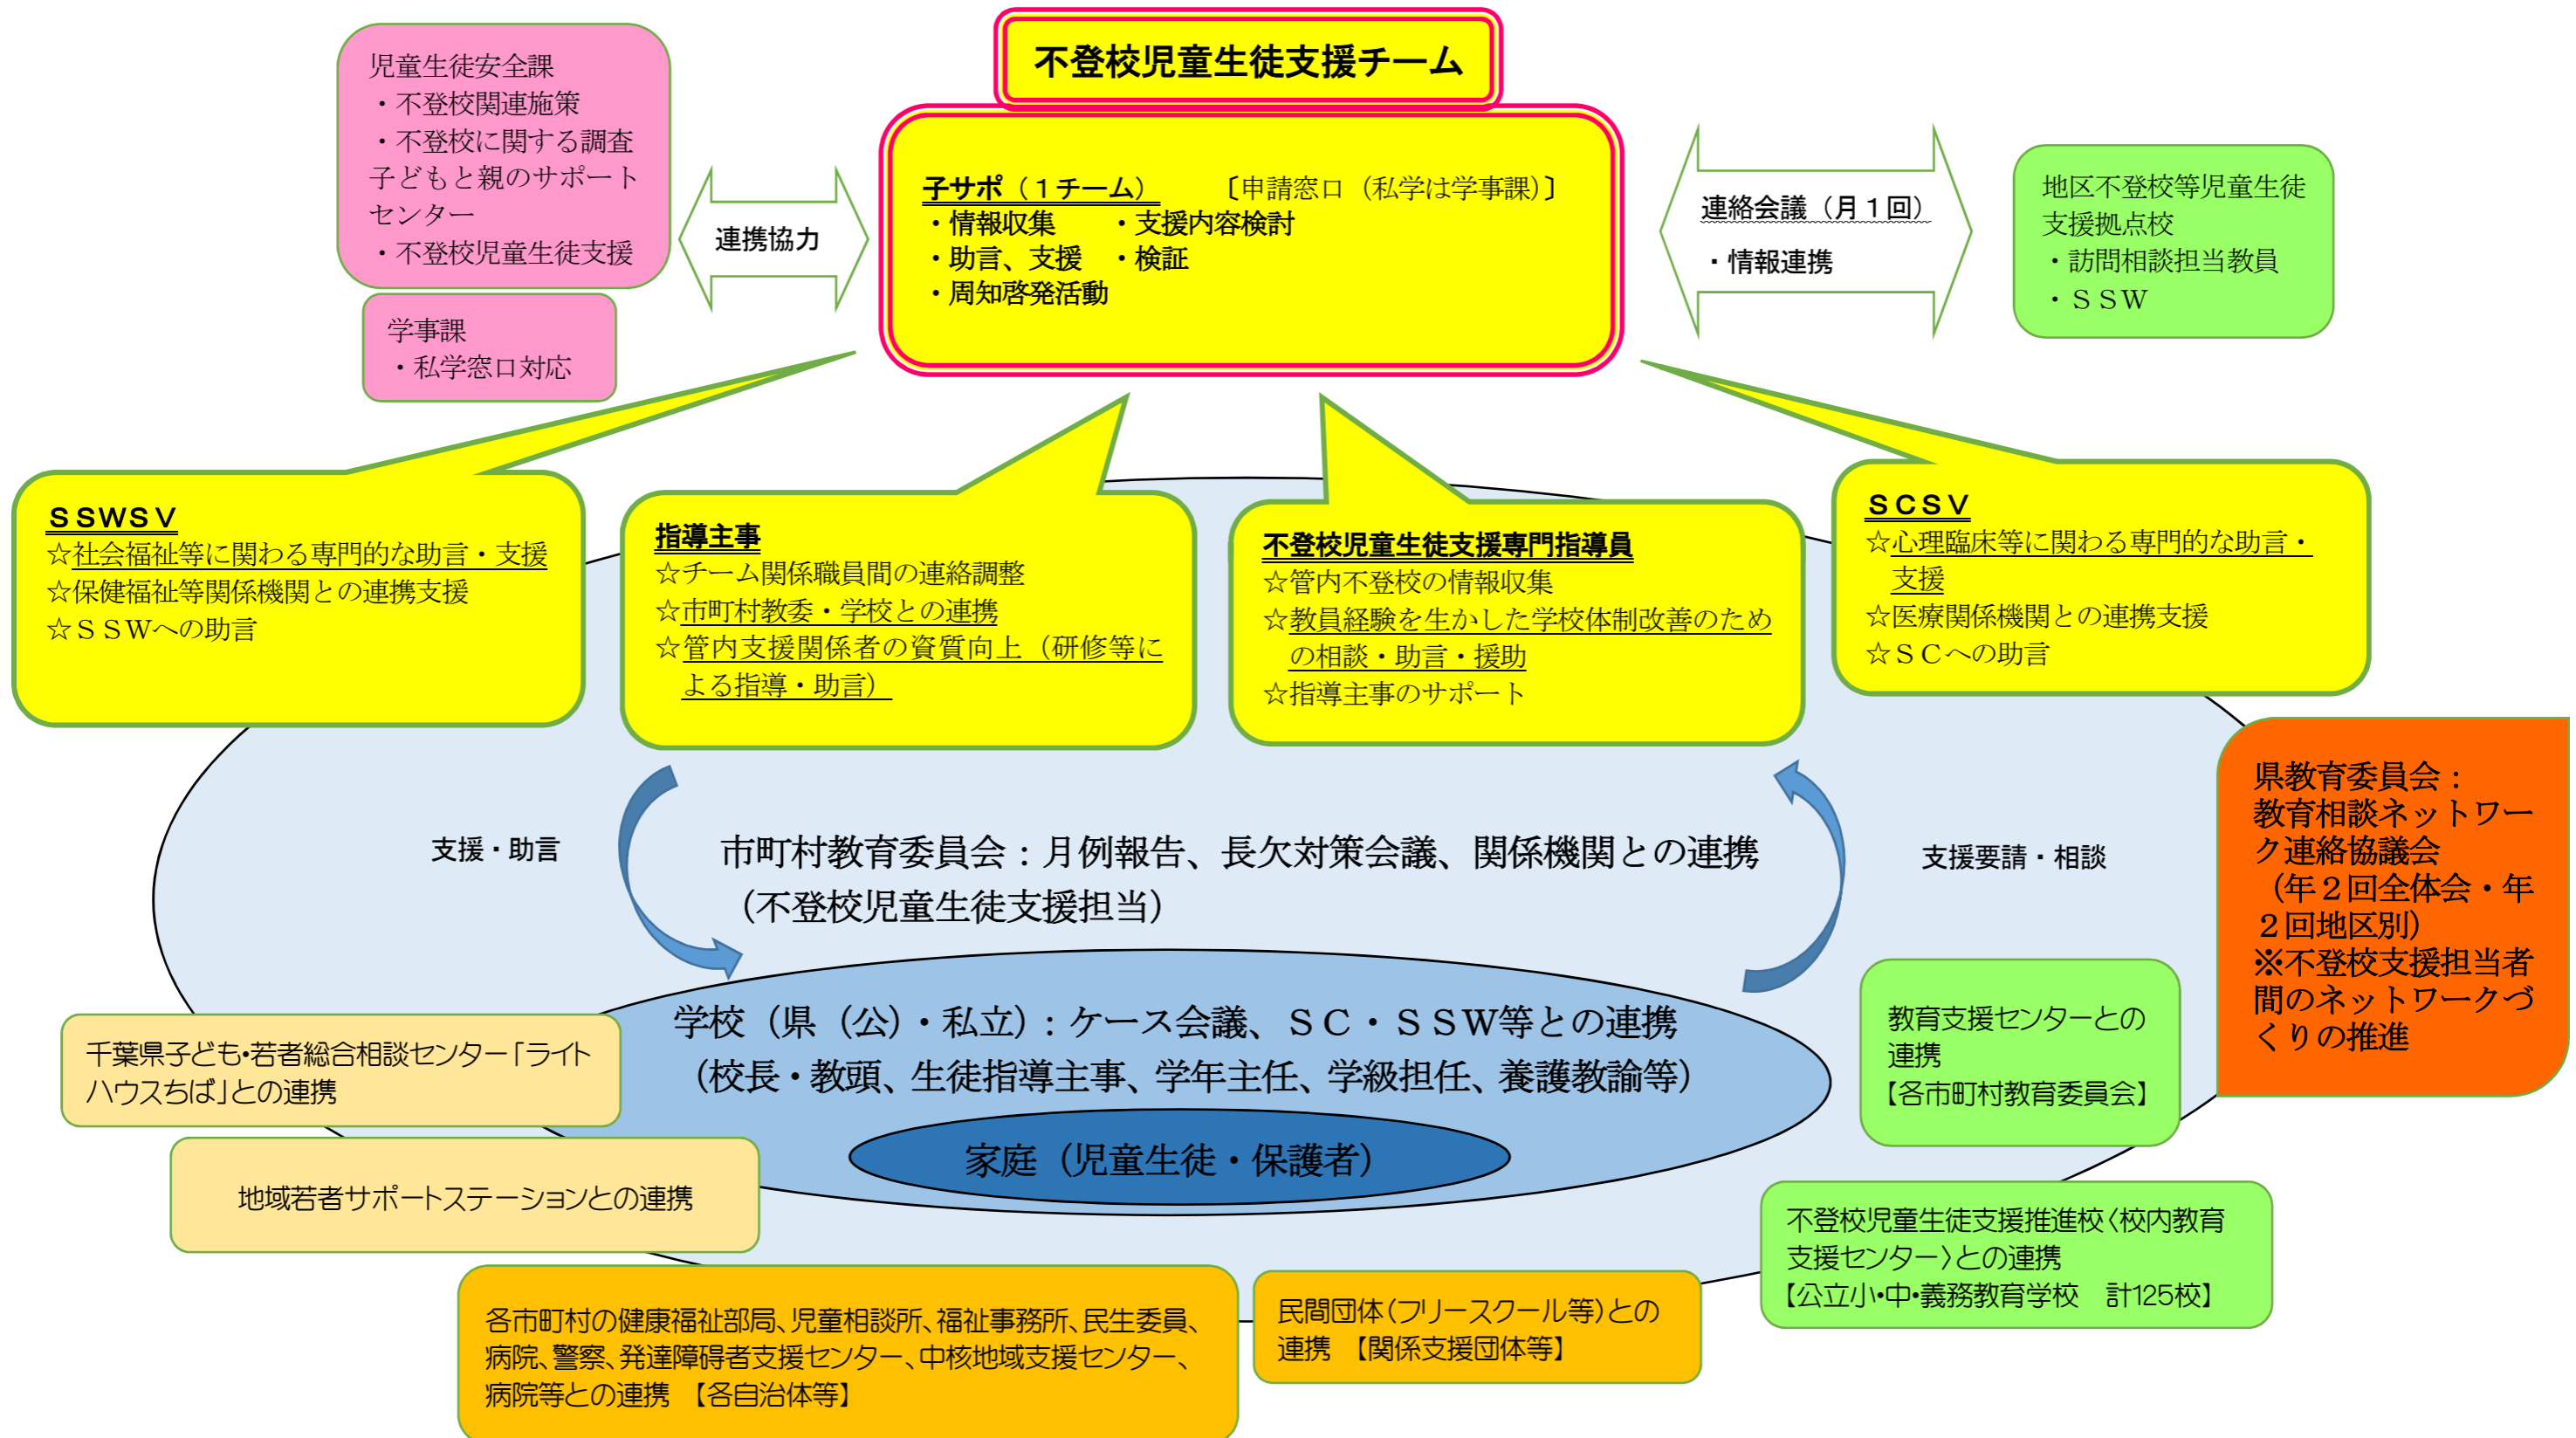 不登校児童生徒支援チーム
児童生徒安全課
・不登校関連施策
・不登校に関する調査
子どもと親のサポート
センター
・不登校児童生徒支援
学事課
・私学窓口対応
連携協力
子サポ（１チーム）　〔申請窓口（私学は学事課）〕
・情報収集　・支援内容検討
・助言、支援　・検証
・周知啓発活動
連絡会議（月１回）
・情報連携
地区不登校等児童生徒
支援拠点校
・訪問相談担当教員
・ＳＳＷ
ＳＳＷＳＶ
☆社会福祉等に関わる専門的な助言・支援
☆保健福祉等関係機関との連携支援
☆ＳＳＷへの助言
指導主事
☆チーム関係職員間の連絡調整
☆市町村教委・学校との連携
☆管内支援関係者の資質向上（研修等に
よる指導・助言）
不登校児童生徒支援専門指導員
☆管内不登校の情報収集
☆教員経験を生かした学校体制改善のため
の相談・助言・援助
☆指導主事のサポート
ＳＣＳＶ
☆心理臨床等に関わる専門的な助言・
支援
☆医療関係機関との連携支援
☆ＳＣへの助言
県教育委員会：
教育相談ネットワー
ク連絡協議会
（年２回全体会・年
２回地区別）
※不登校支援担当者
間のネットワークづ
くりの推進
支援・助言
市町村教育委員会：月例報告、長欠対策会議、関係機関との連携
（不登校児童生徒支援担当）
支援要請・相談
学校（県（公）・私立）：ケース会議、ＳＣ・ＳＳＷ等との連携
（校長・教頭、生徒指導主事、学年主任、学級担任、養護教諭等）
家庭（児童生徒・保護者）
教育支援センターとの
連携
【各市町村教育委員会】
千葉県子ども・若者総合相談センター「ライト
ハウスちば」との連携
地域若者サポートステーションとの連携
不登校児童生徒支援推進校〈校内教育
支援センター〉との連携
【公立小・中・義務教育学校　計125校】
各市町村の健康福祉部局、児童相談所、福祉事務所、民生委員、
病院、警察、発達障碍者支援センター、中核地域支援センター、
病院等との連携　【各自治体等】
民間団体（フリースクール等）との
連携　【関係支援団体等】